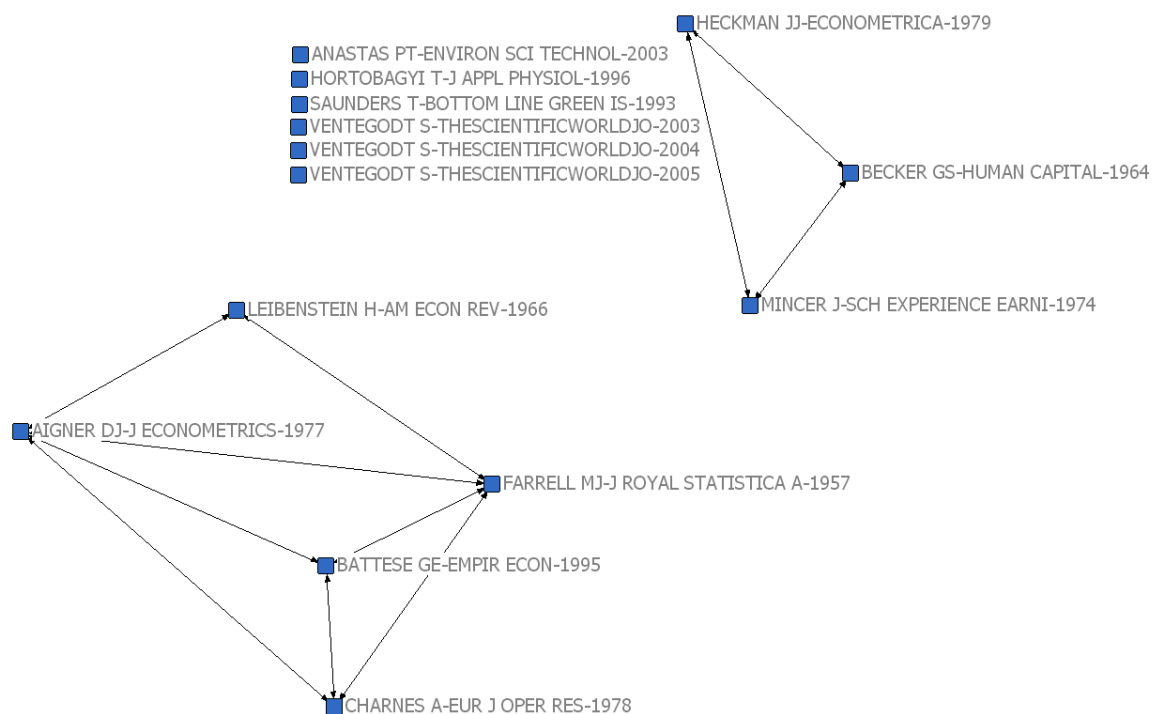 HECKMAN JJ-ECONOMETRICA-1979
ANASTAS PT-ENVIRON SCI TECHNOL-2003
HORTOBAGYI T-J APPL PHYSIOL-1996
SAUNDERS T-BOTTOM LINE GREEN IS-1993
VENTEGODT S-THESCIENTIFICWORLDJO-2003
VENTEGODT S-THESCIENTIFICWORLDJO-2004
VENTEGODT S-THESCIENTIFICWORLDJO-2005
BECKER GS-HUMAN CAPITAL-1964
MINCER J-SCH EXPERIENCE EARNI-1974
LEIBENSTEIN H-AM ECON REV-1966
AIGNER DJ-J ECONOMETRICS-1977
FARRELL MJ-J ROYAL STATISTICA A-1957
BATTESE GE-EMPIR ECON-1995
CHARNES A-EUR J OPER RES-1978